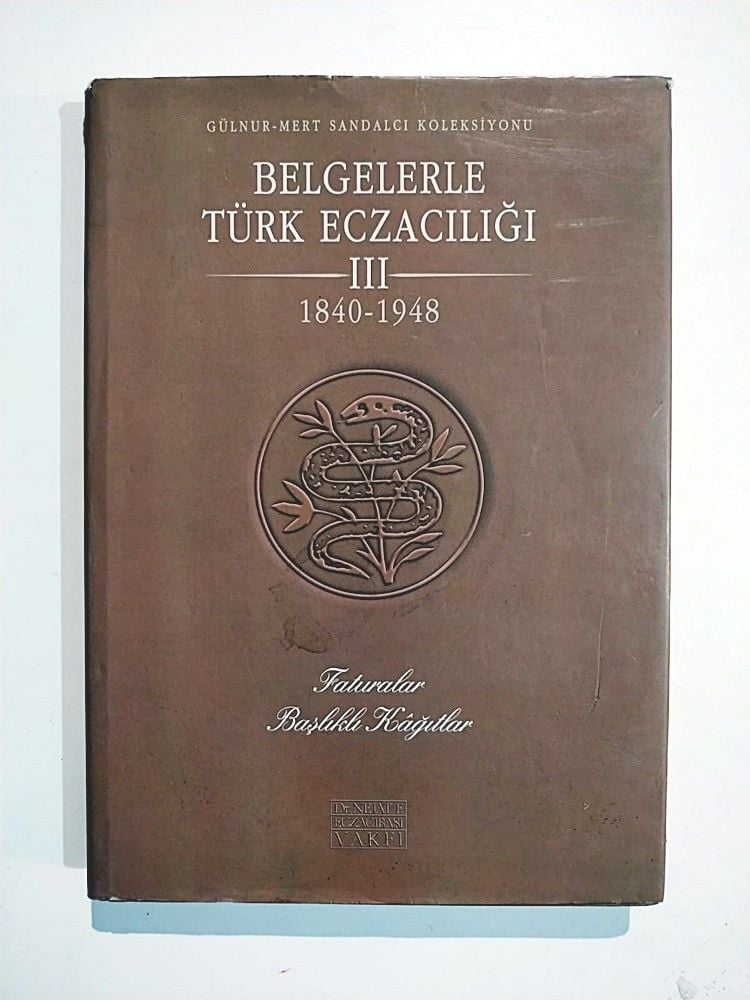 GÜLNUR-MERT SANDALCI KOLEKSİYONU
BELGELERLE
TÜRK ECZACILIĞI
III
1840-1948
Faturalar
Başlıklı Kâğıtlar
Dr. NEJAT F.
ECZACIBAŞI
VAKFI